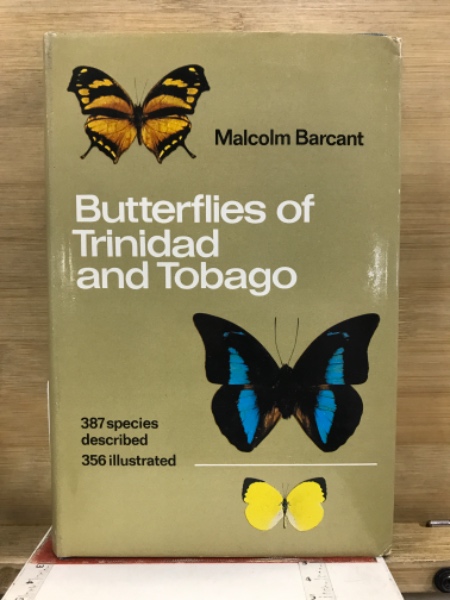 Malcolm Barcant
Butterflies of
Trinidad
and Tobago
387 species
described
356 illustrated